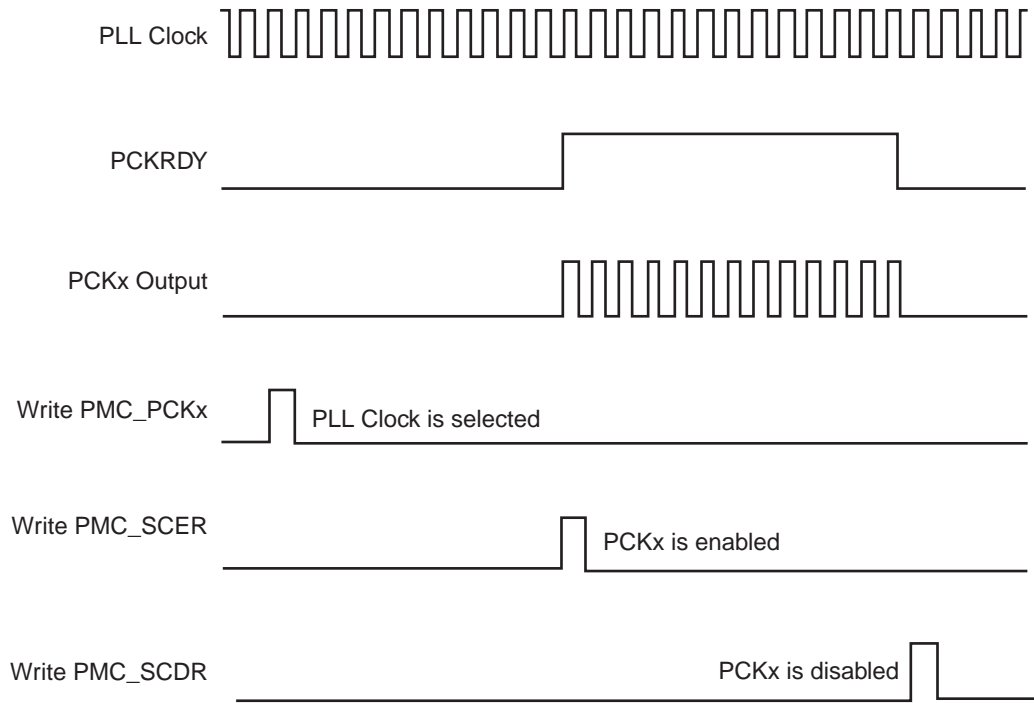 PLL Clock
PCKRDY
PCKx Output
Write PMC_PCKx
PLL Clock is selected
Write PMC_SCER
PCKx is enabled
Write PMC_SCDR
PCKx is disabled